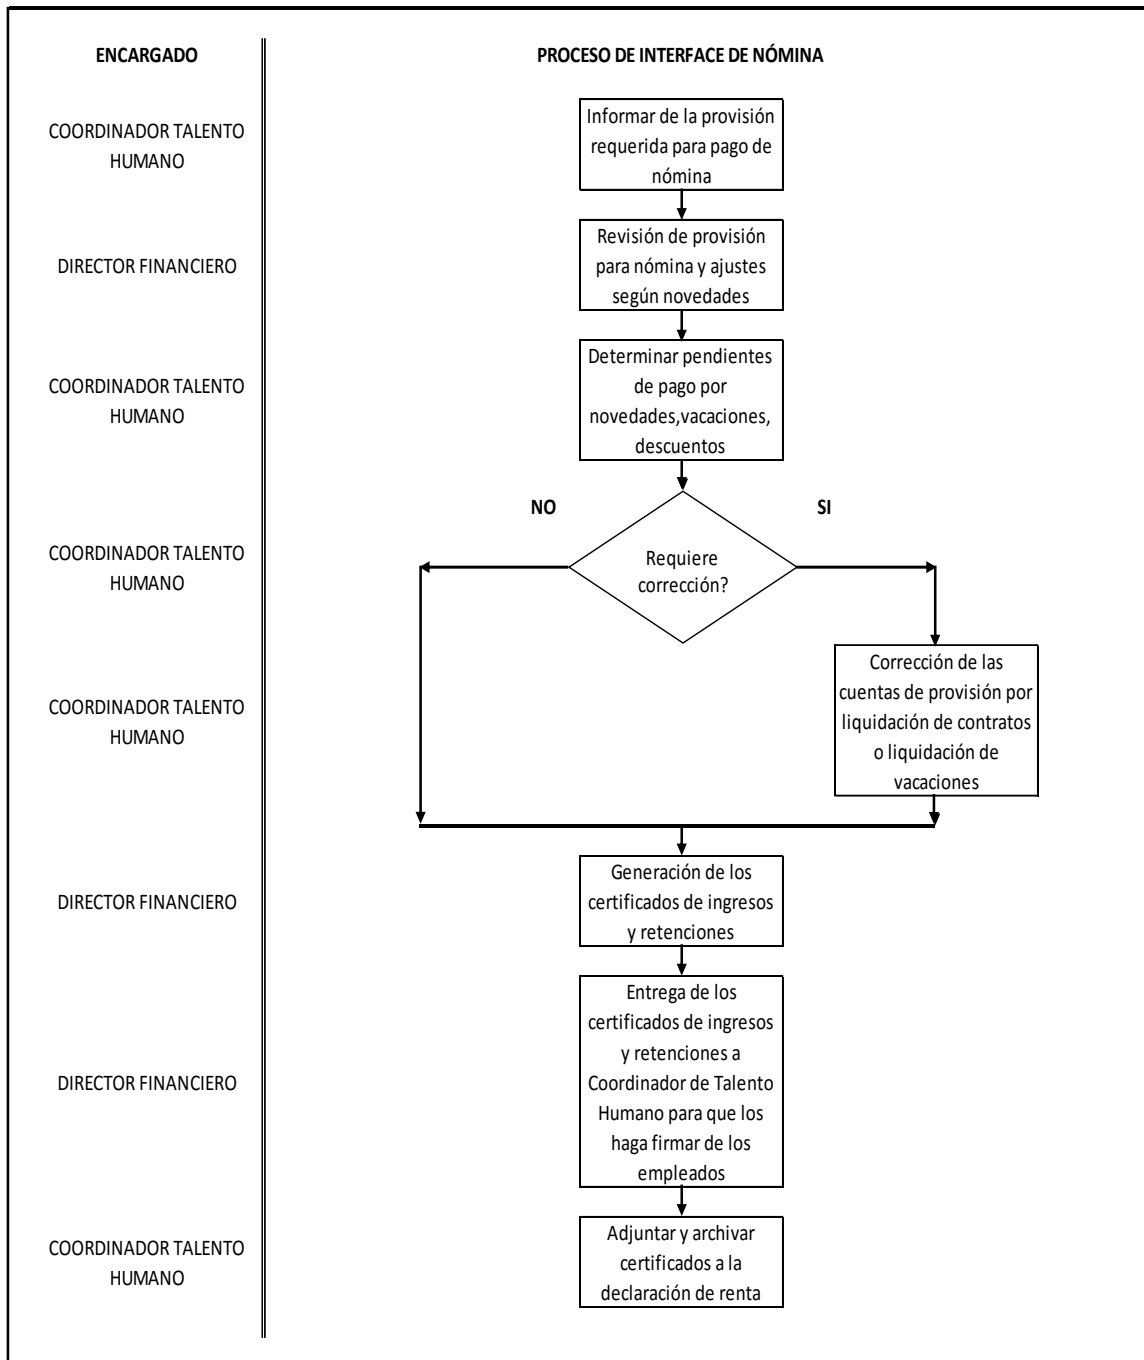 ENCARGADO
PROCESO DE INTERFACE DE NÓMINA
COORDINADOR TALENTO
HUMANO
Informar de la provisión
requerida para pago de
nómina
DIRECTOR FINANCIERO
Revisión de provisión
para nómina y ajustes
según novedades
COORDINADOR TALENTO
HUMANO
Determinar pendientes
de pago por
novedades,vacaciones,
descuentos
NO
SI
COORDINADOR TALENTO
HUMANO
Requiere
corrección?
COORDINADOR TALENTO
HUMANO
Corrección de las
cuentas de provisión por
liquidación de contratos
o liquidación de
vacaciones
DIRECTOR FINANCIERO
Generación de los
certificados de ingresos
y retenciones
DIRECTOR FINANCIERO
Entrega de los
certificados de ingresos
y retenciones a
Coordinador de Talento
Humano para que los
haga firmar de los
empleados
COORDINADOR TALENTO
HUMANO
Adjuntar y archivar
certificados a la
declaración de renta